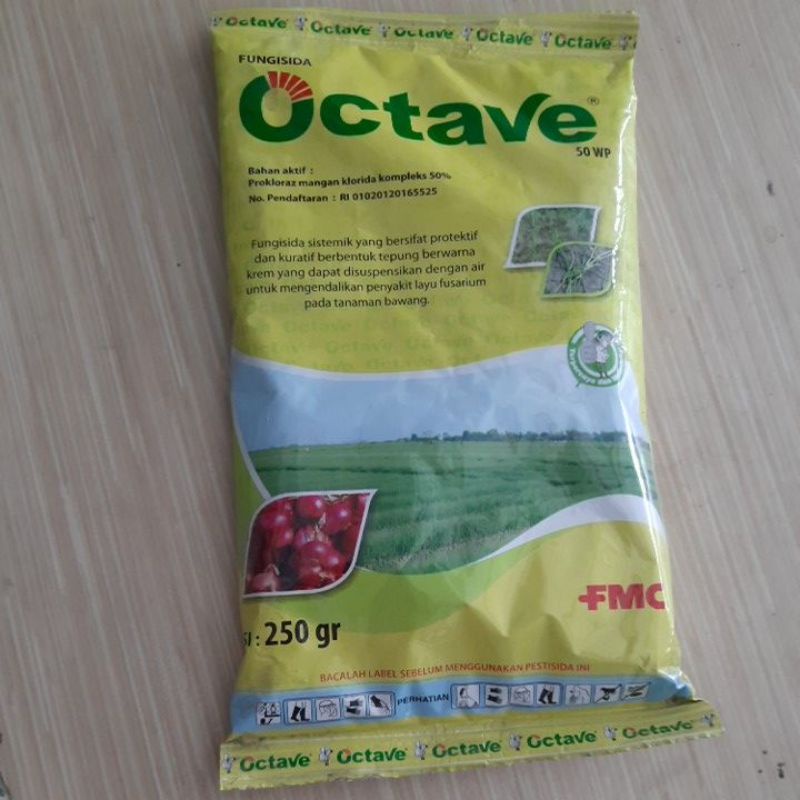 Octave Octave Octave Octave Octave
FUNGISIDA
Octave®
50 WP
Bahan aktif :
Prokloraz mangan klorida kompleks 50%
No. Pendaftaran : RI 01020120165525
Fungisida sistemik yang bersifat protektif
dan kuratif berbentuk tepung berwarna
krem yang dapat disuspensikan dengan air
untuk mengendalikan penyakit layu fusarium
pada tanaman bawang.
FMC
: 250 gr
BACALAH LABEL SEBELUM MENGGUNAKAN PESTISIDA INI
PERHATIAN
Octave Octave Octave Octave Octave